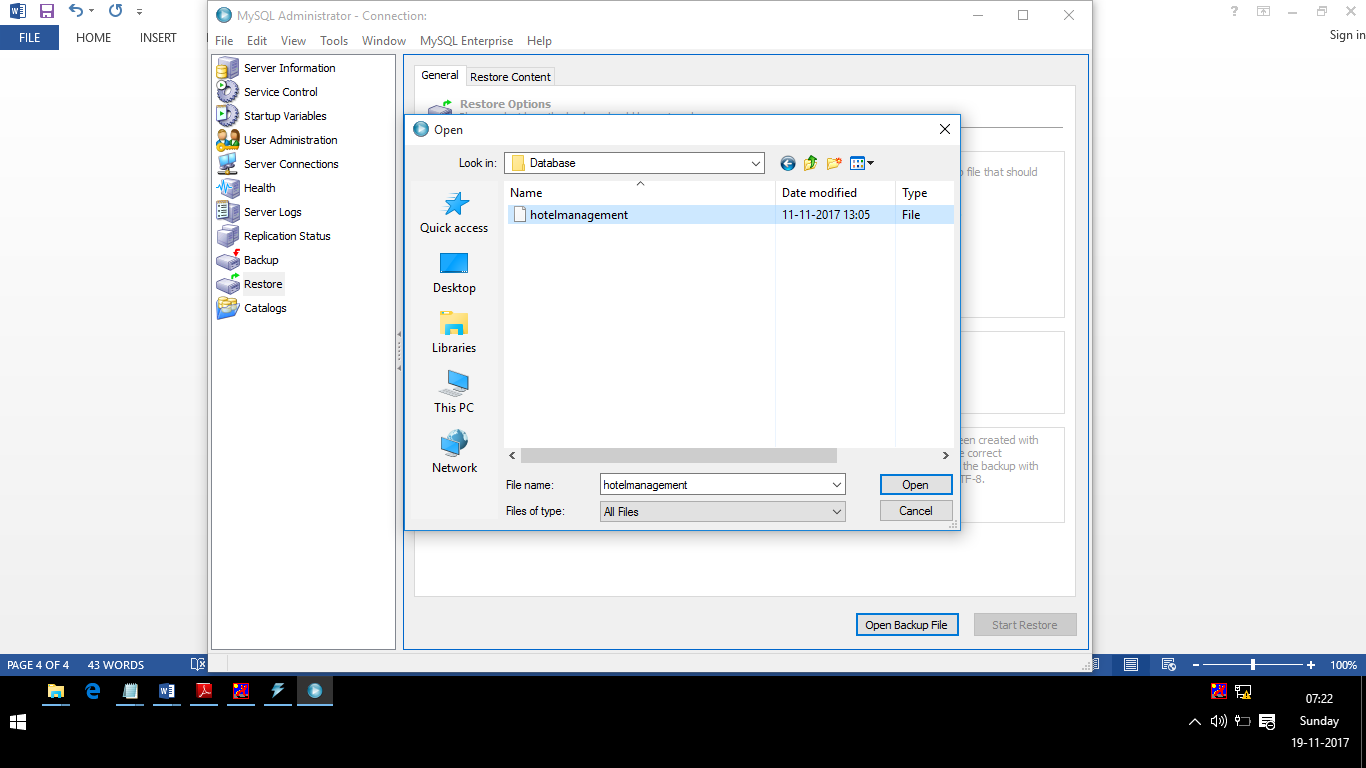 MySQL Administrator - Connection:
?
FILE
HOME
INSERT
Sign in
File Edit View Tools Window MySQL Enterprise Help
Server Information
Service Control
Startup Variables
User Administration
Server Connections
Health
Server Logs
Replication Status
Backup
Restore
Catalogs
General
Restore Content
Restore Options
Open
Look in:
Database
Name
Date modified
Type
hotelmanagement
11-11-2017 13:05
File
Quick access
Desktop
Libraries
This PC
Network
File name:
hotelmanagement
Open
Files of type:
All Files
Cancel
file that should
created with
correct
the backup with
Open Backup File
Start Restore
PAGE 4 OF 4
43 WORDS
100%
07:22
Sunday
19-11-2017